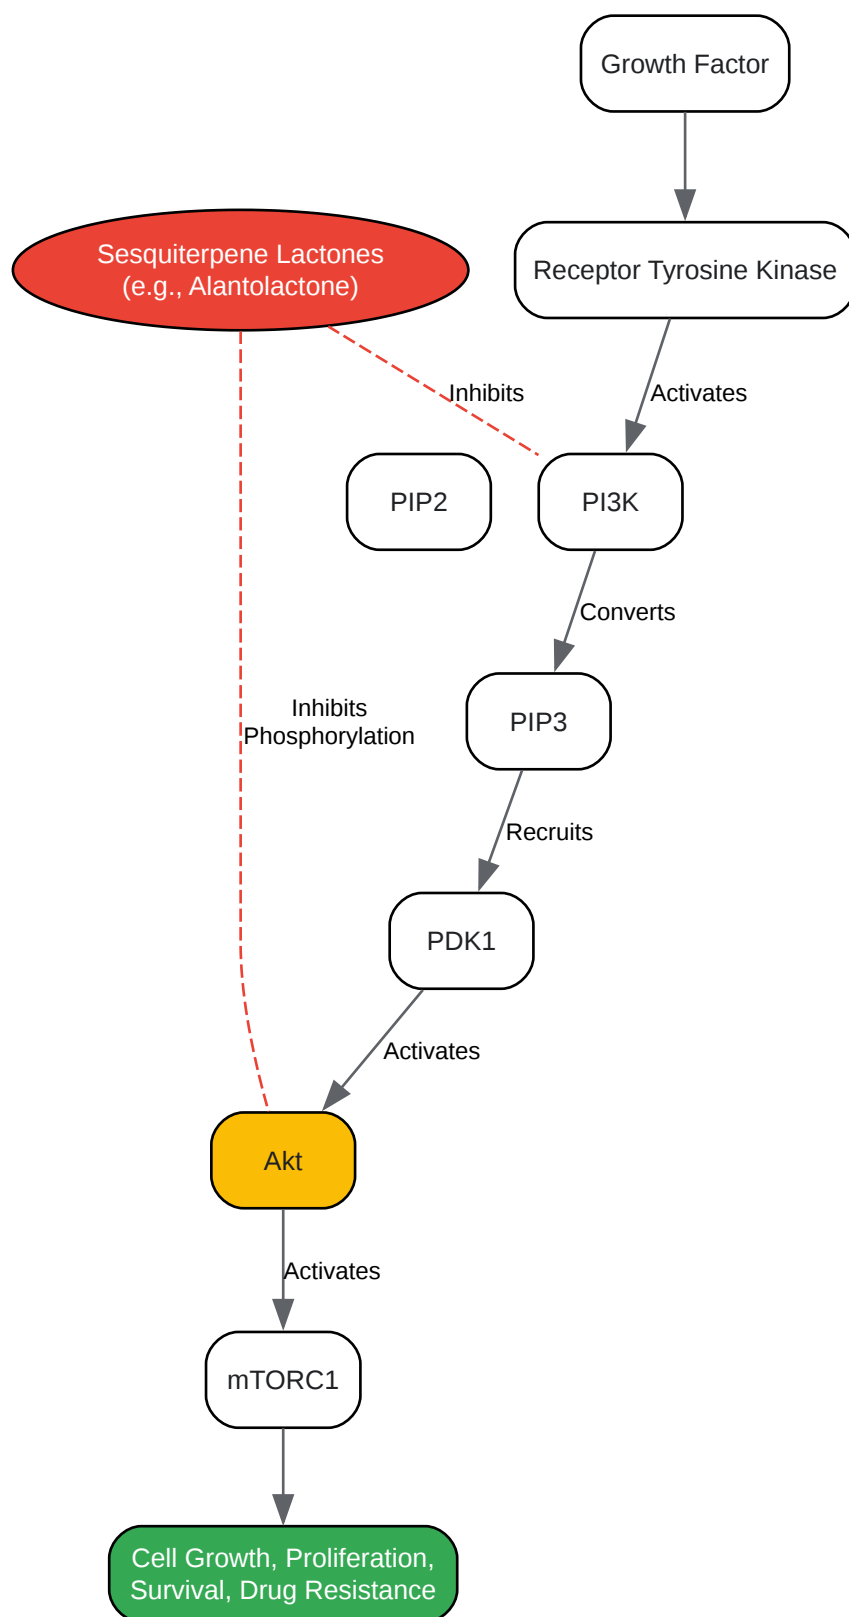 Growth Factor
Sesquiterpene Lactones
(e.g., Alantolactone)
Receptor Tyrosine Kinase
Inhibits
Activates
PIP2
PI3K
Converts
Inhibits
Phosphorylation
PIP3
Recruits
PDK1
Activates
Akt
Activates
mTORC1
Cell Growth, Proliferation,
Survival, Drug Resistance